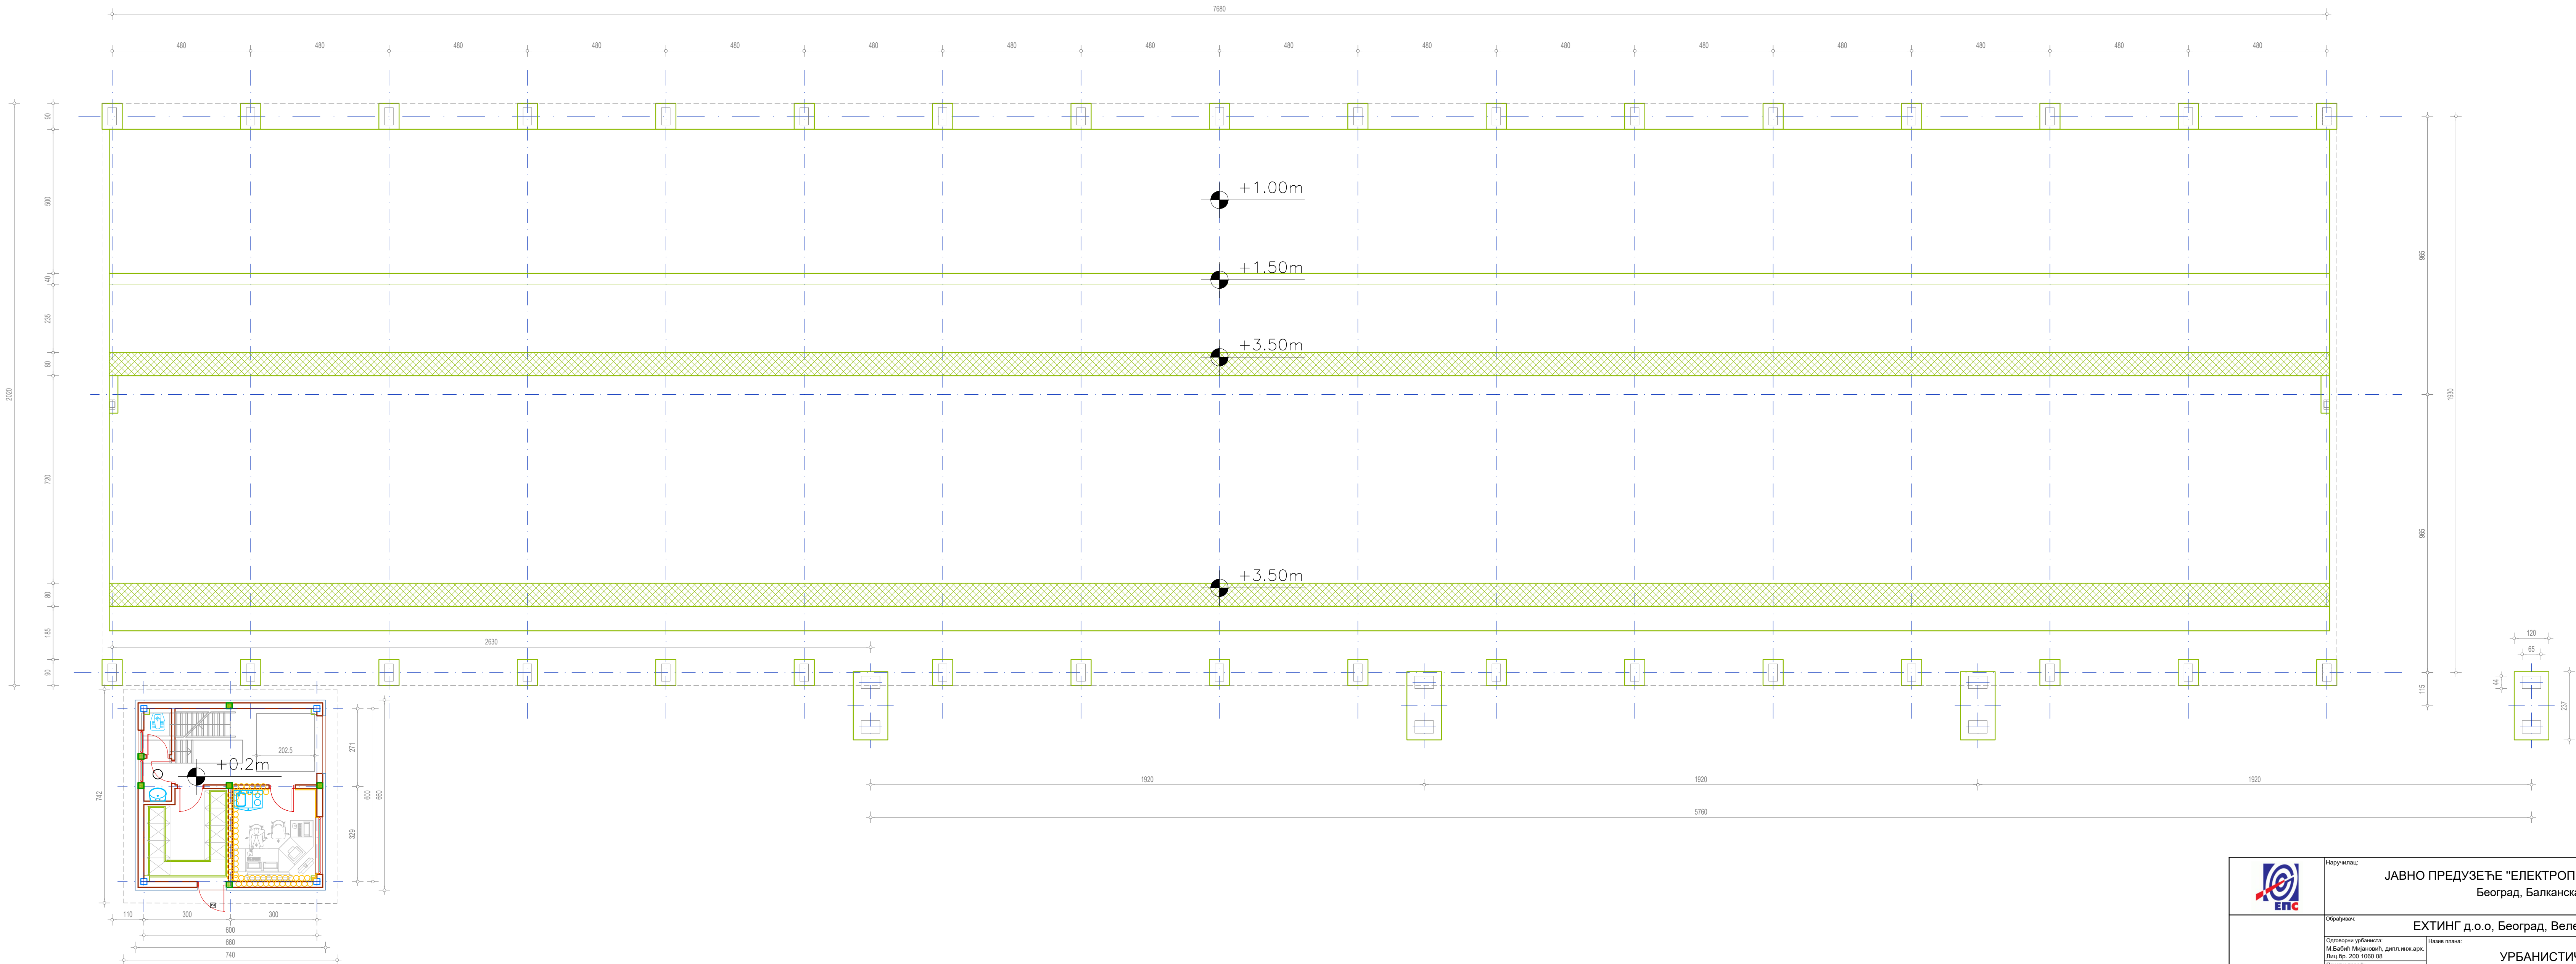 7680
480 480 480 480 480 480 480 480 480 480 480 480 480 480 480 480
90
500
40
235
80
720
80
185
90
2020
+1.00m
+1.50m
+3.50m
+3.50m
965
965
115
1930
2630
120
65
44
237
1920 1920 1920
5760
202.5
+0.2m
742
271
329
600
660
110 300 300
600
660
740
Наручилац:
ЈАВНО ПРЕДУЗЕЋЕ "ЕЛЕКТРОП
Београд, Балканска
ЕПС
Обрађивач:
ЕХТИНГ д.о.о, Београд, Веле
Одговорни урбаниста:
М.Бабић Мијановић, дипл.инж.арх.
Лиц.бр. 200 1060 08
Назив плана:
УРБАНИСТИЧ